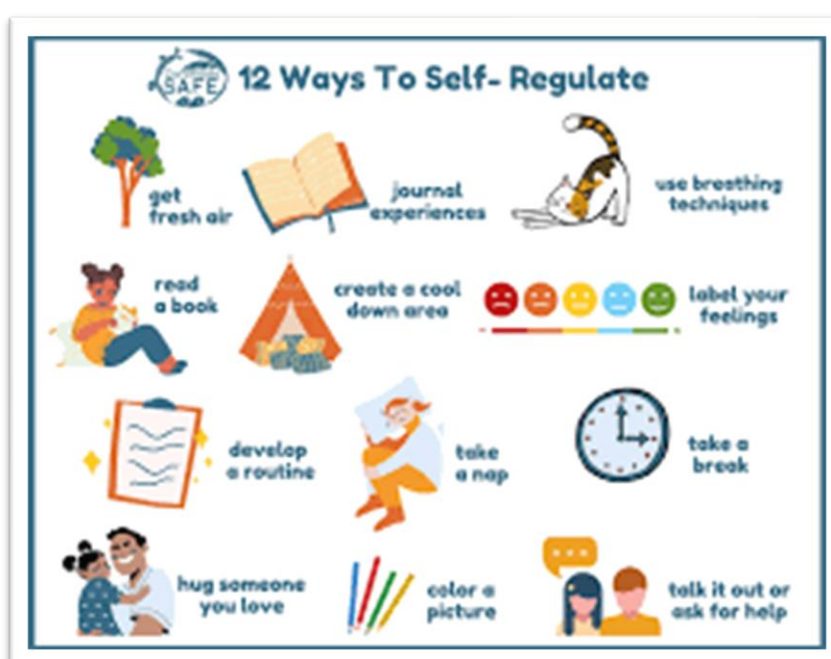 SAFE
12 Ways To Self- Regulate
get
fresh air
journal
experiences
use breathing
techniques
read
a book
create a cool
down area
label your
feelings
develop
a routine
take
a nap
take a
break
hug someone
you love
color a
picture
talk it out or
ask for help